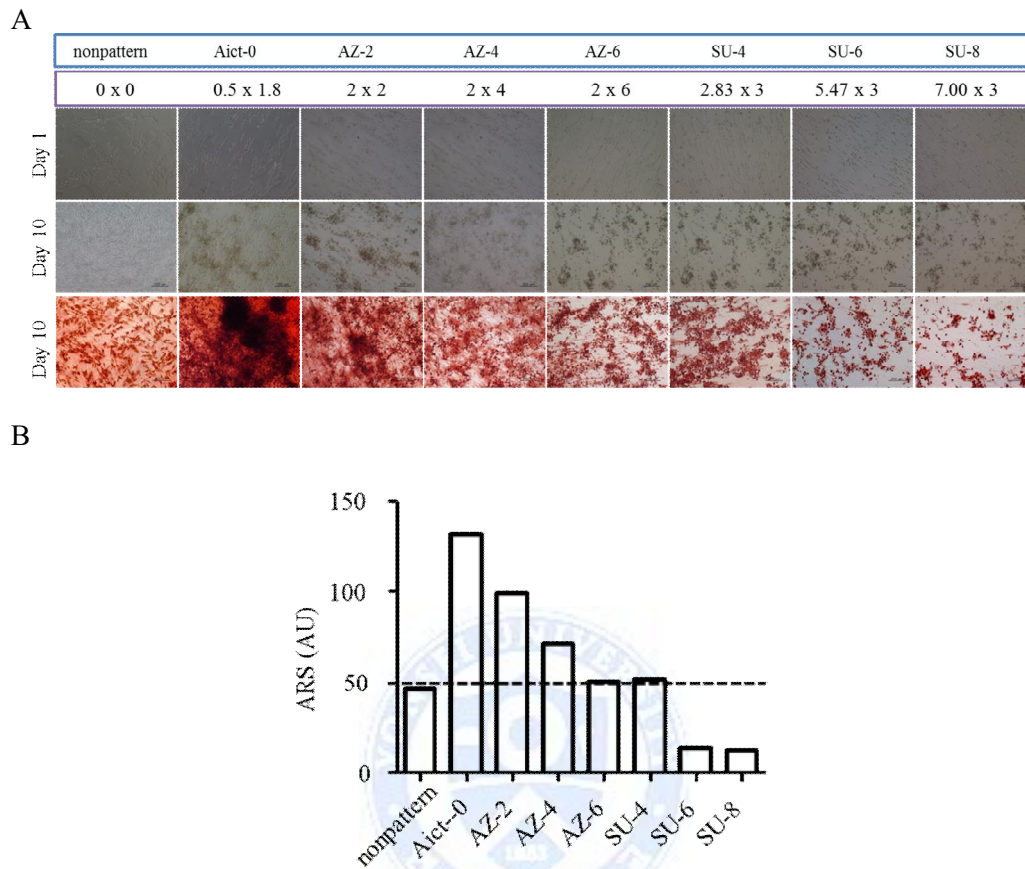 A
nonpattern Aict-0 AZ-2 AZ-4 AZ-6 SU-4 SU-6 SU-8
0 x 0 0.5 x 1.8 2 x 2 2 x 4 2 x 6 2.83 x 3 5.47 x 3 7.00 x 3
Day 1
Day 10
Day 10
B
150
100
50
0
ARS (AU)
nonpattern Aict--0 AZ-2 AZ-4 AZ-6 SU-4 SU-6 SU-8